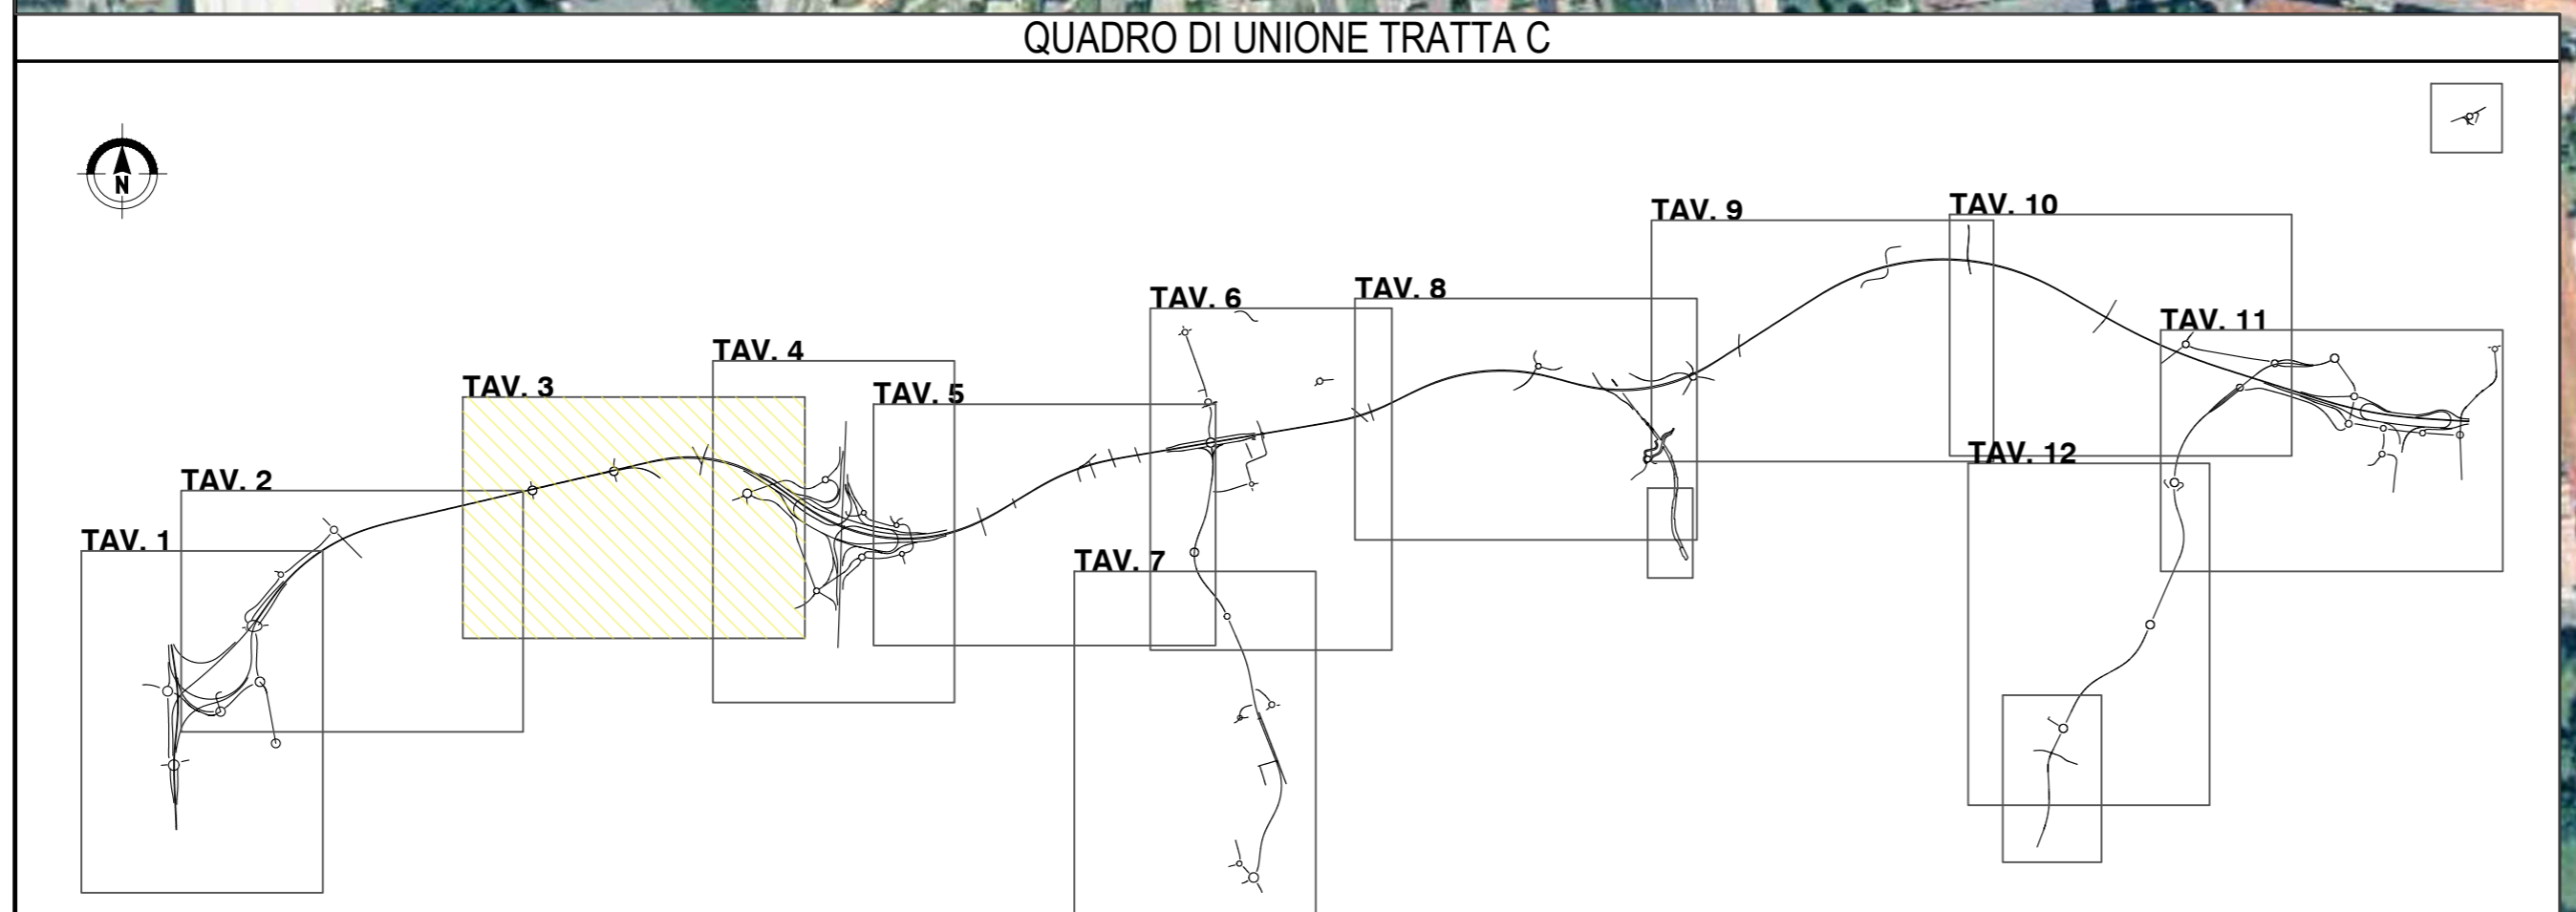 QUADRO DI UNIONE TRATTA C
N
TAV. 1
TAV. 2
TAV. 3
TAV. 4
TAV. 5
TAV. 6
TAV. 7
TAV. 8
TAV. 9
TAV. 10
TAV. 11
TAV. 12